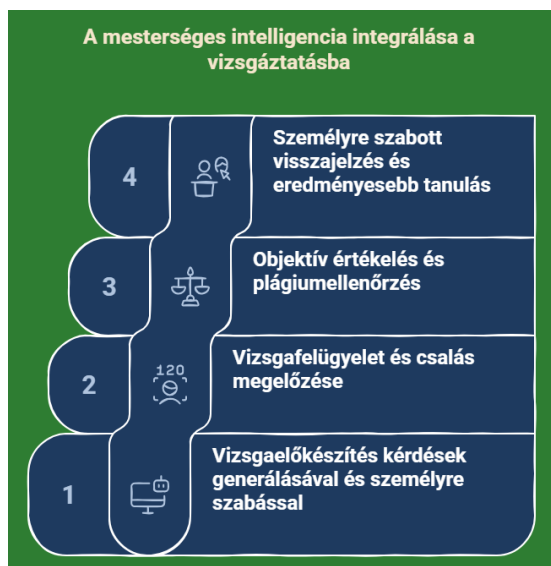 A mesterséges intelligencia integrálása a
vizsgáztatásba
4
Személyre szabott
visszajelzés és
eredményesebb tanulás
3
Objektív értékelés és
plágiumellenőrzés
2
120
Vizsgafelügyelet és csalás
megelőzése
1
Vizsgaelőkészítés kérdések
generálásával és személyre
szabással